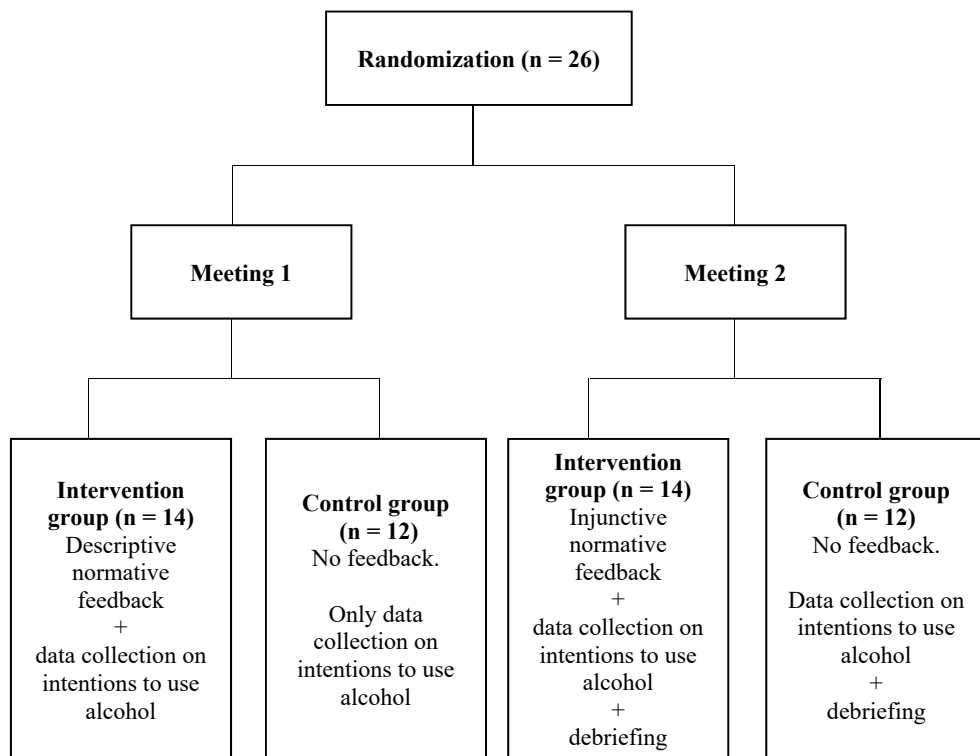 Randomization (n = 26)
Meeting 1
Meeting 2
Intervention
group (n = 14)
Descriptive
normative
feedback
+
data collection on
intentions to use
alcohol
Control group
(n = 12)
No feedback.
Only data
collection on
intentions to use
alcohol
Intervention
group (n = 14)
Injunctive
normative
feedback
+
data collection on
intentions to use
alcohol
+
debriefing
Control group
(n = 12)
No feedback.
Data collection on
intentions to use
alcohol
+
debriefing